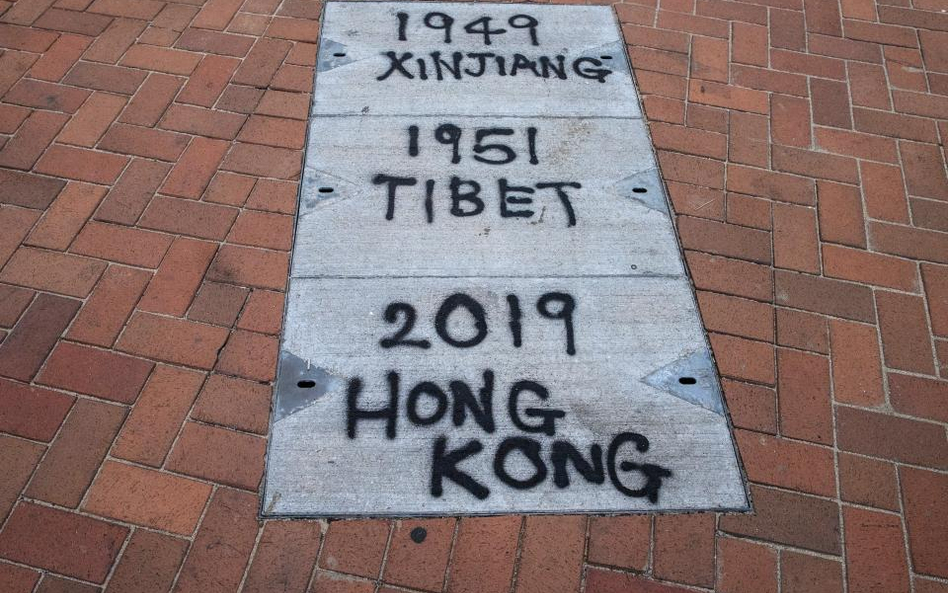 1949
XINJIANG
1951
TIBET
2019
HONG
KONG